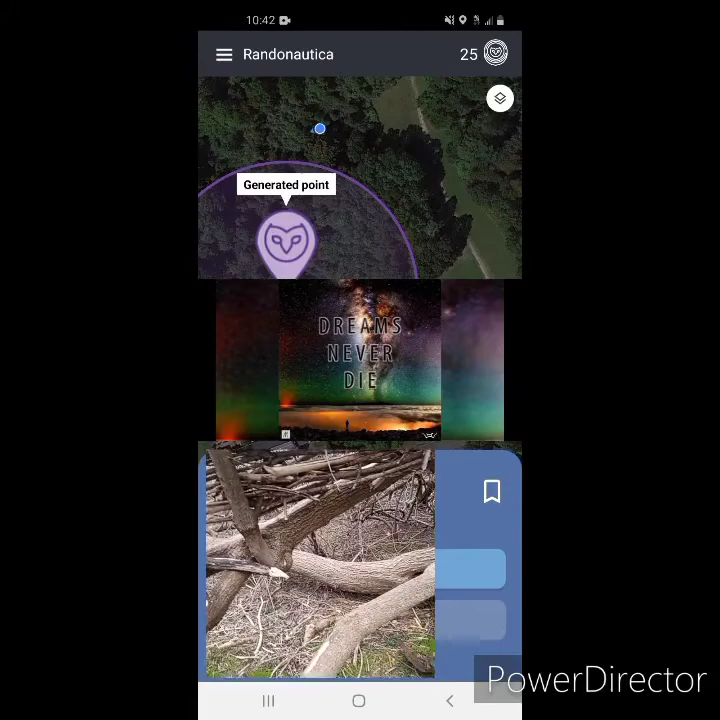 10:42
Randonautica
25
Generated point
DREAMS
NEVER
DIE
PowerDirector